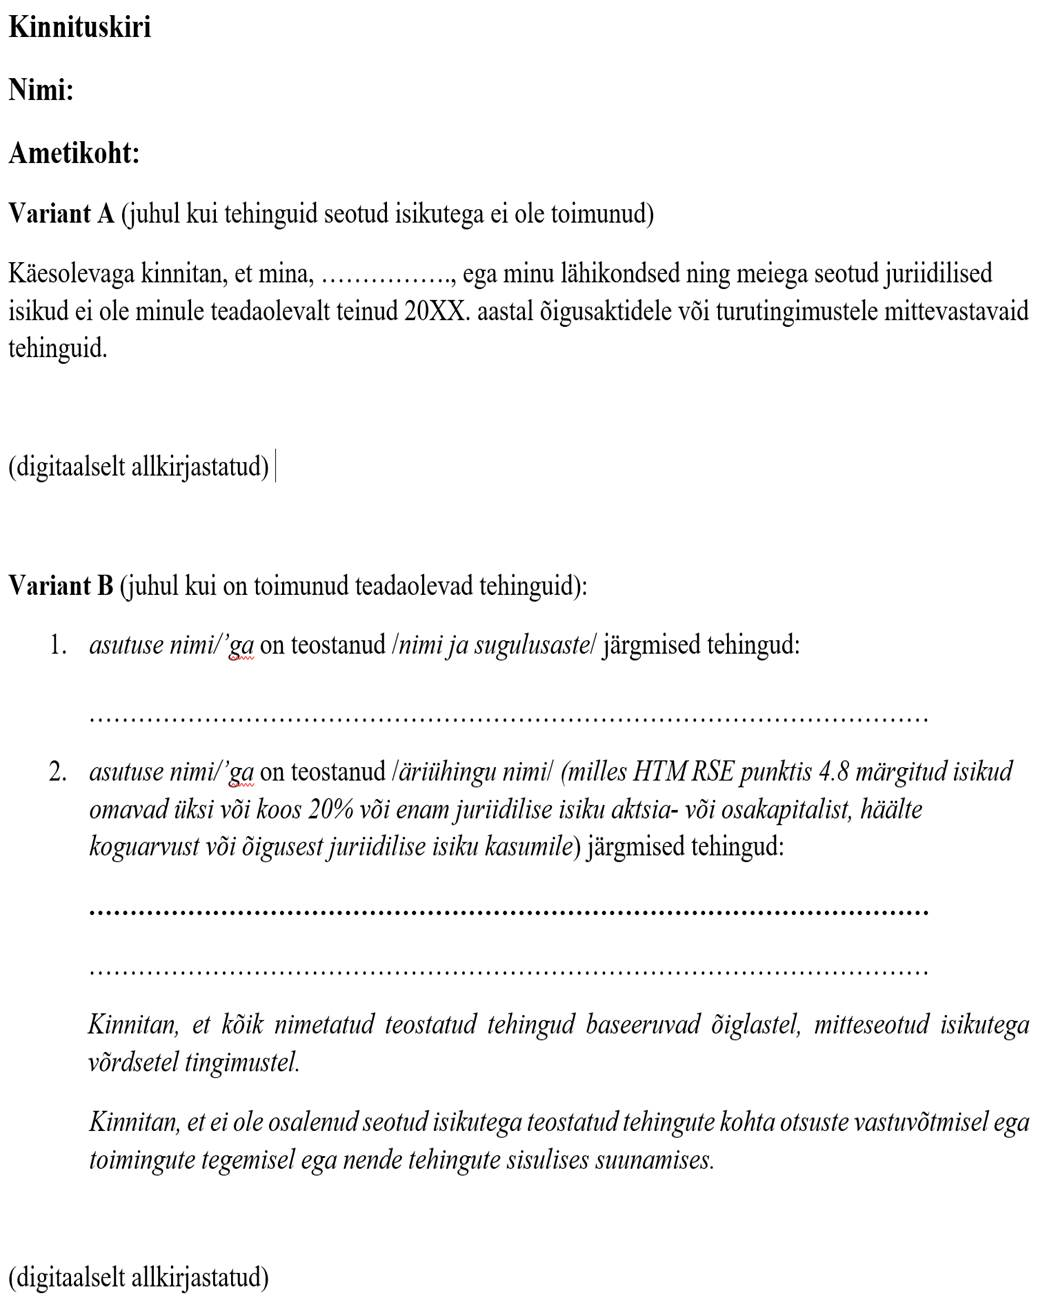 Kinnituskiri
Nimi:
Ametikoht:
Variant A (juhul kui tehinguid seotud isikutega ei ole toimunud)
Käesolevaga kinnitan, et mina, ……………., ega minu lähikondsed ning meiega seotud juriidilised
isikud ei ole minule teadaolevalt teinud 20XX. aastal õigusaktidele või turutingimustele mittevastavaid
tehinguid.
(digitaalselt allkirjastatud)
Variant B (juhul kui on toimunud teadaolevad tehinguid):
1. asutuse nimi/’ga on teostanud /nimi ja sugulusaste/ järgmised tehingud:
…………………………………………………………………………………………
2. asutuse nimi/’ga on teostanud /äriühingu nimi/ (milles HTM RSE punktis 4.8 märgitud isikud
omavad üksi või koos 20% või enam juriidilise isiku aktsia- või osakapitalist, häälte
koguarvust või õigusest juriidilise isiku kasumile) järgmised tehingud:
…………………………………………………………………………………………
…………………………………………………………………………………………
Kinnitan, et kõik nimetatud teostatud tehingud baseeruvad õiglastel, mitteseotud isikutega
võrdsetel tingimustel.
Kinnitan, et ei ole osalenud seotud isikutega teostatud tehingute kohta otsuste vastuvõtmisel ega
toimingute tegemisel ega nende tehingute sisulises suunamises.
(digitaalselt allkirjastatud)